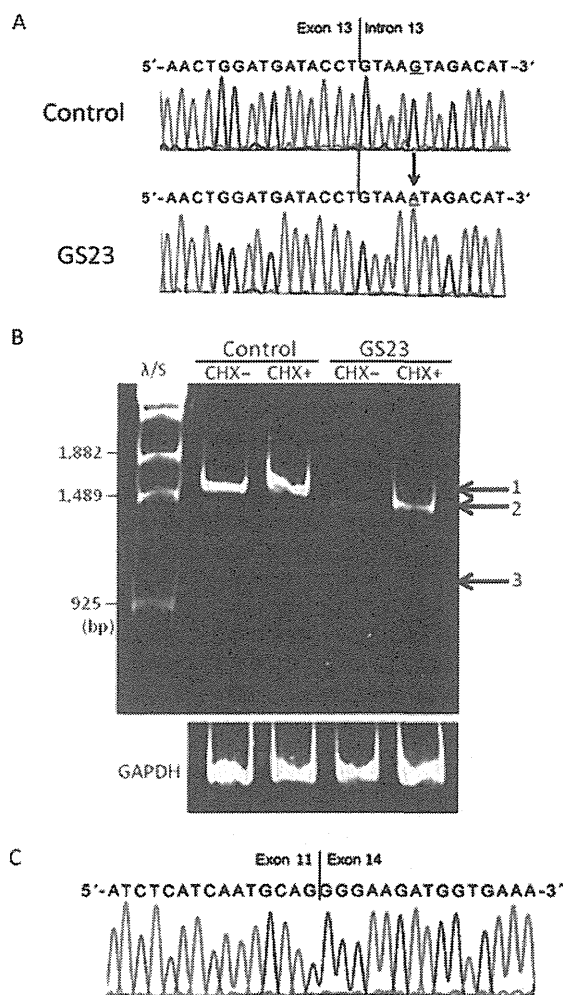 A
Exon 13 | Intron 13
5′-AACTGGATGATACCTGTAAGTAGACAT-3′
Control
5′-AACTGGATGATACCTGTAAATAGACAT-3′
GS23
B
Control GS23
λ/S CHX− CHX+ CHX− CHX+
1,882
1,489
1
2
3
925
(bp)
GAPDH
C
Exon 11 | Exon 14
5′-ATCTCATCAATGCAGGGGAAGATGGTGAAA-3′